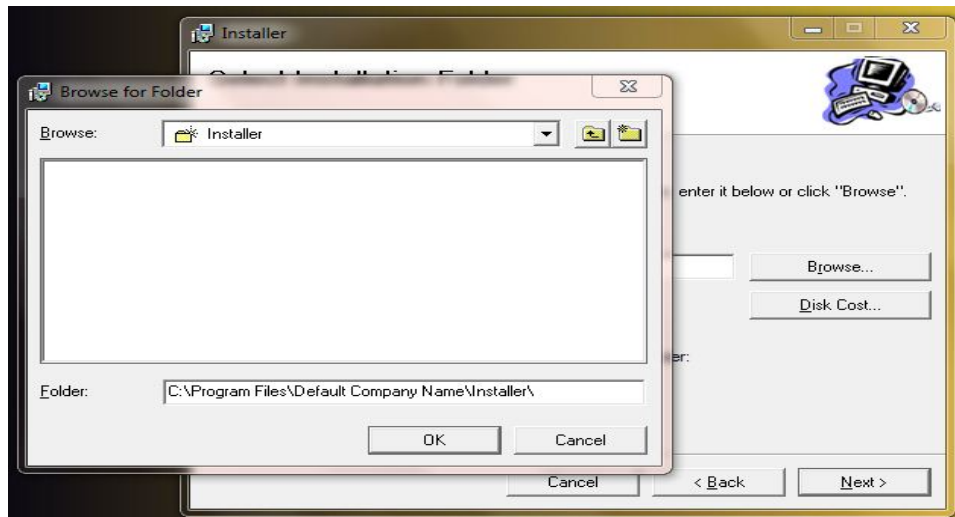 Installer
Browse for Folder
Browse:
Installer
enter it below or click "Browse".
Browse...
Disk Cost...
er:
Folder:
C:\Program Files\Default Company Name\Installer\
OK
Cancel
Cancel
< Back
Next >